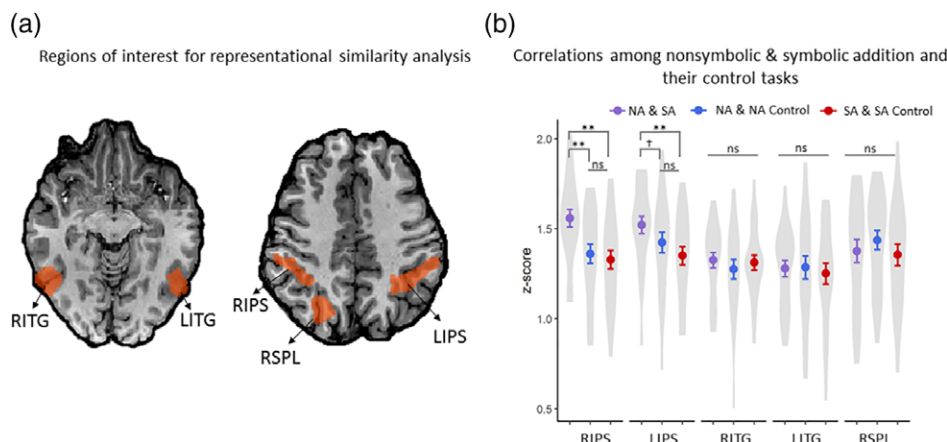 (a)
Regions of interest for representational similarity analysis
RITG
LITG
RIPS
RSPL
LIPS
(b)
Correlations among nonsymbolic & symbolic addition and
their control tasks
NA & SA
NA & NA Control
SA & SA Control
z-score
2.0
1.5
1.0
0.5
**
**
ns
**
†
ns
ns
ns
ns
RIPS
LIPS
RITG
LITG
RSPL